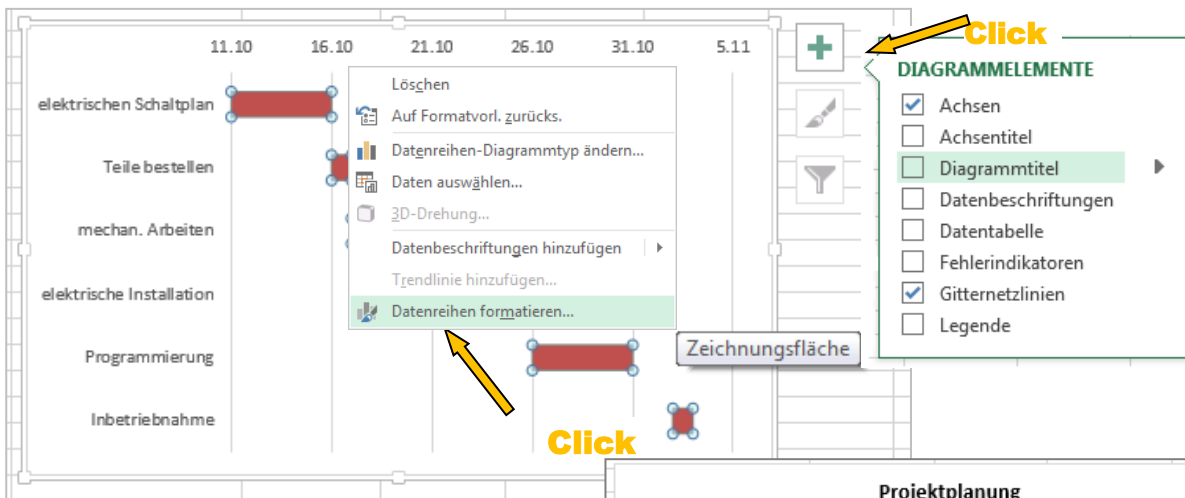 11.10 16.10 21.10 26.10 31.10 5.11
elektrischen Schaltplan
Teile bestellen
mechan. Arbeiten
elektrische Installation
Programmierung
Inbetriebnahme
Löschen
Auf Formatvorl. zurücks.
Datenreihen-Diagrammtyp ändern...
Daten auswählen...
3D-Drehung...
Datenbeschriftungen hinzufügen
Trendlinie hinzufügen...
Datenreihen formatieren...
Click
Zeichnungsfläche
Click
DIAGRAMMELEMENTE
Achsen
Achsentitel
Diagrammtitel
Datenbeschriftungen
Datentabelle
Fehlerindikatoren
Gitternetzlinien
Legende
Projektplanung